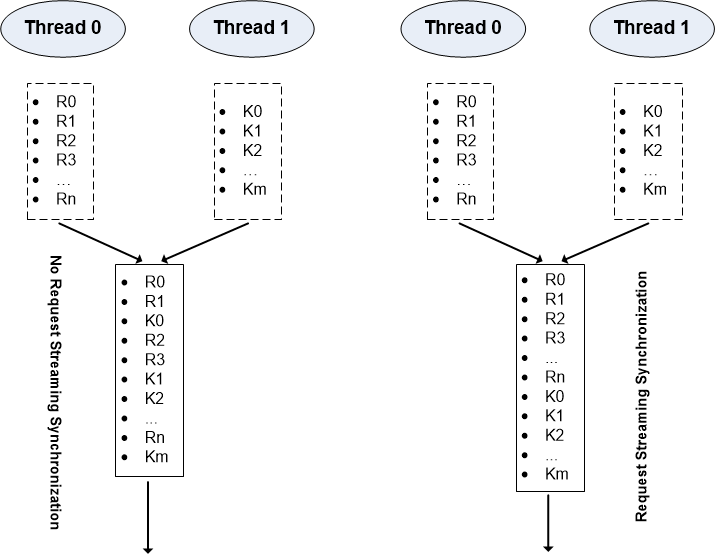 Thread 0
Thread 1
• R0
• R1
• R2
• R3
• ...
• Rn
• K0
• K1
• K2
• ...
• Km
No Request Streaming Synchronization
• R0
• R1
• K0
• R2
• R3
• K1
• K2
• ...
• Rn
• Km
Thread 0
Thread 1
• R0
• R1
• R2
• R3
• ...
• Rn
• K0
• K1
• K2
• ...
• Km
• R0
• R1
• R2
• R3
• ...
• Rn
• K0
• K1
• K2
• ...
• Km
Request Streaming Synchronization